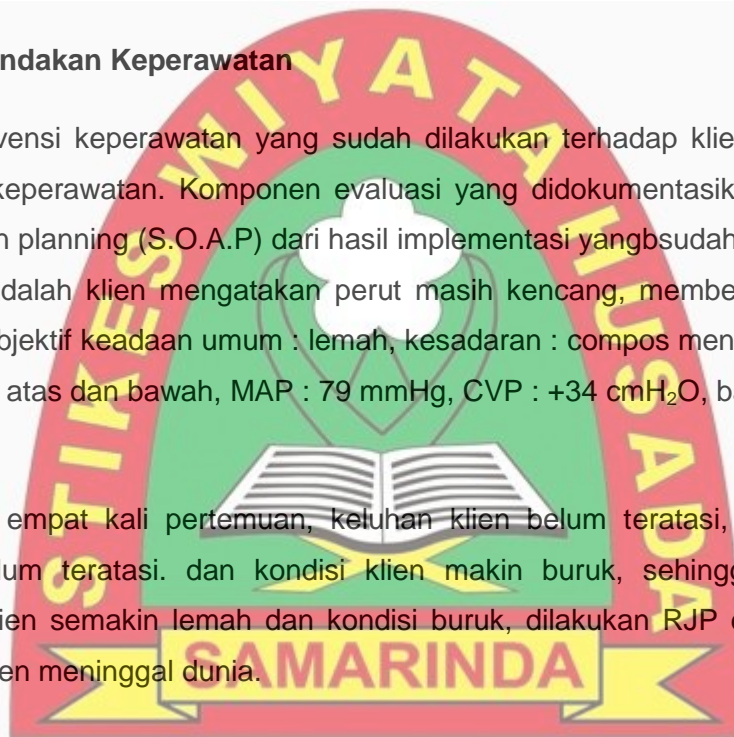 ndakan Keperawatan
vensi keperawatan yang sudah dilakukan terhadap klie
keperawatan. Komponen evaluasi yang didokumentasik
n planning (S.O.A.P) dari hasil implementasi yangbsudah
dalah klien mengatakan perut masih kencang, membe
bjektif keadaan umum : lemah, kesadaran : compos men
atas dan bawah, MAP : 79 mmHg, CVP : +34 cmH₂O, ba
empat kali pertemuan, keluhan klien belum teratasi,
lum teratasi. dan kondisi klien makin buruk, sehingg
ien semakin lemah dan kondisi buruk, dilakukan RJP
en meninggal dunia.
STIKES WIYATA HUSADA
SAMARINDA